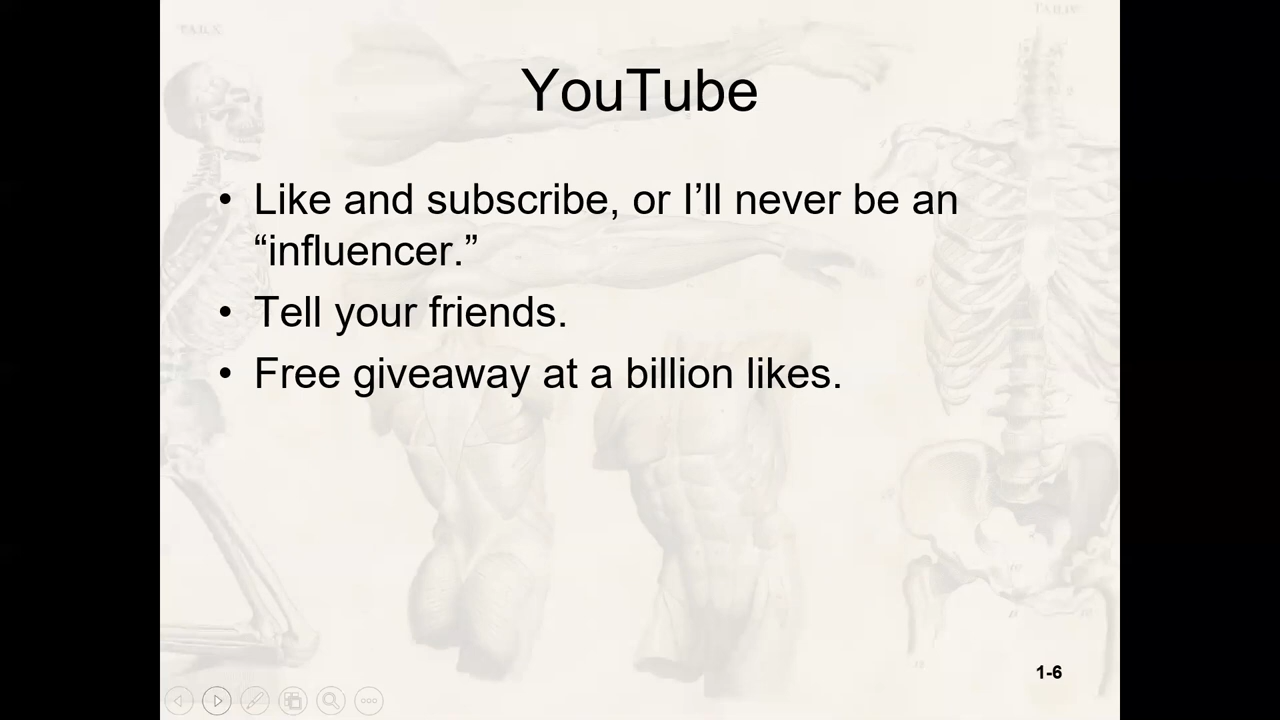 YouTube
• Like and subscribe, or I’ll never be an
“influencer.”
• Tell your friends.
• Free giveaway at a billion likes.
1-6